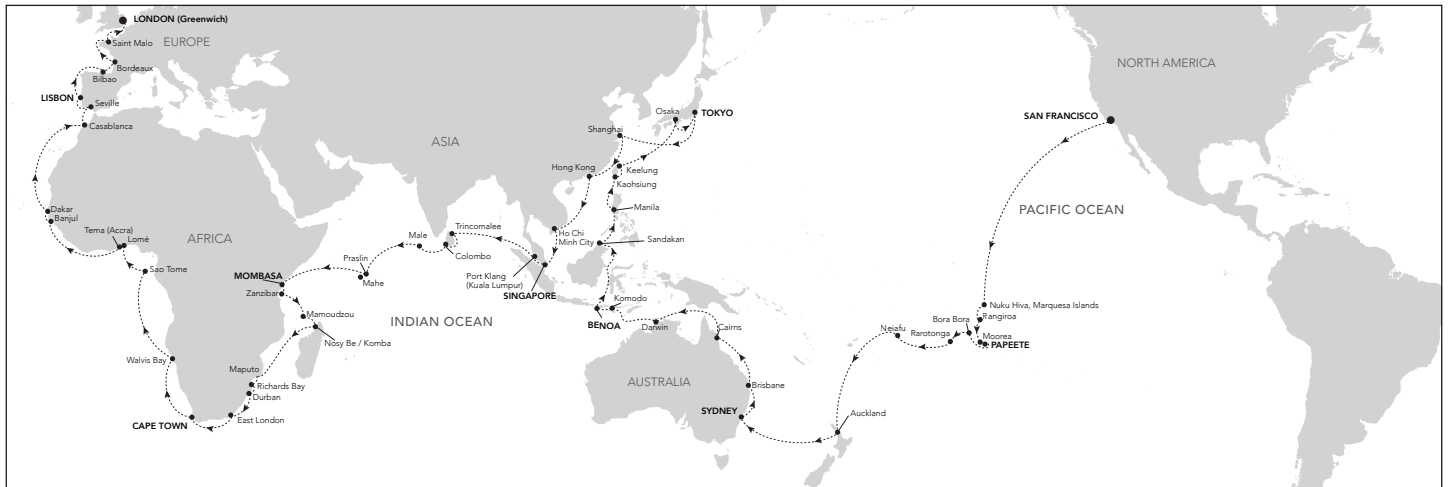 LONDON (Greenwich)
Saint Malo
EUROPE
Bordeaux
Bilbao
LISBON
Seville
Casablanca
NORTH AMERICA
SAN FRANCISCO
Osaka
TOKYO
Shanghai
ASIA
Hong Kong
Keelung
Kaohsiung
Manila
PACIFIC OCEAN
Dakar
Banjul
Tema (Accra)
Lomé
AFRICA
Trincomalee
Male
Colombo
Ho Chi
Minh City
Sandakan
Sao Tome
MOMBASA
Praslin
Mahe
Zanzibar
Port Klang
(Kuala Lumpur)
SINGAPORE
Komodo
BENOA
Mamoudzou
INDIAN OCEAN
Nosy Be / Komba
Darwin
Cairns
Nuku Hiva, Marquesa Islands
Rangiroa
Bora Bora
Neiafu
Rarotonga
Moorea
PAPEETE
Walvis Bay
Maputo
Richards Bay
Durban
East London
CAPE TOWN
AUSTRALIA
Brisbane
SYDNEY
Auckland